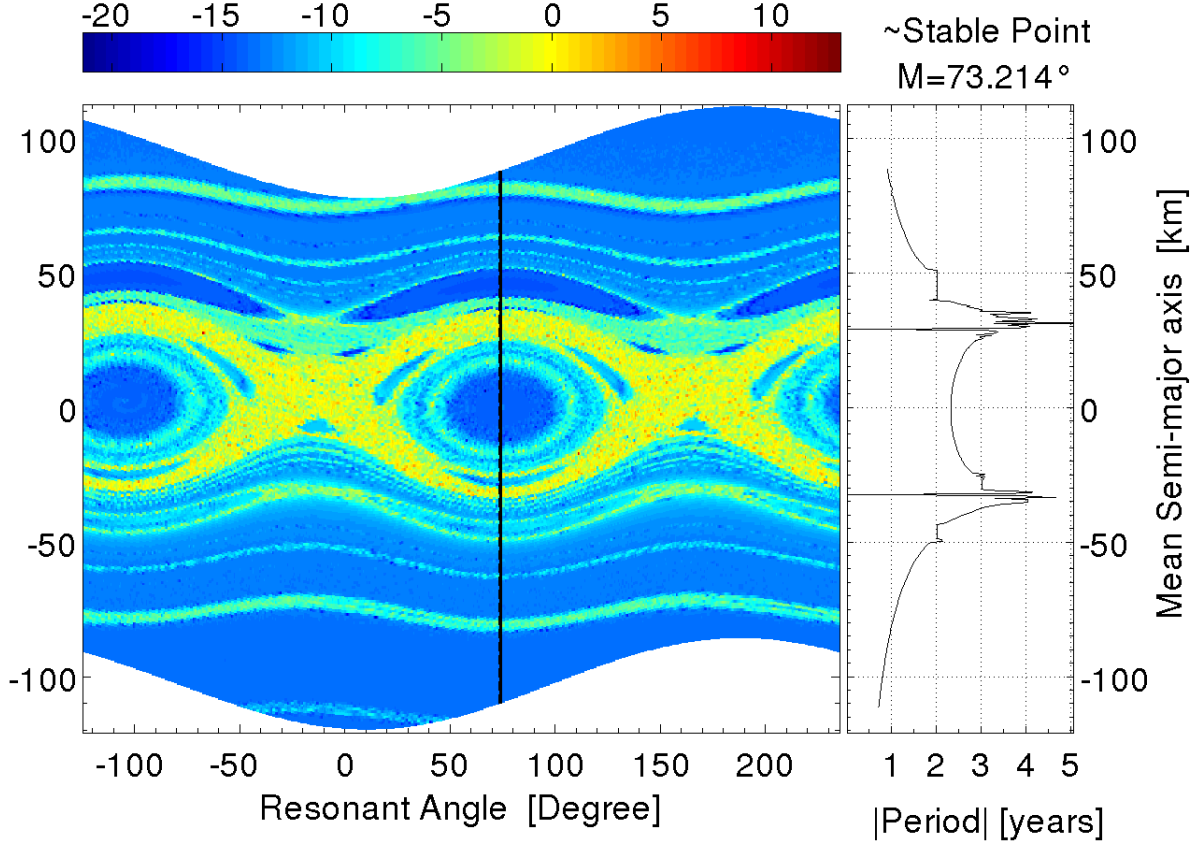 -20 -15 -10 -5 0 5 10
~Stable Point
M=73.214°
100 50 0 -50 -100
100 50 0 -50 -100
Mean Semi-major axis [km]
-100 -50 0 50 100 150 200
1 2 3 4 5
Resonant Angle [Degree]
|Period| [years]